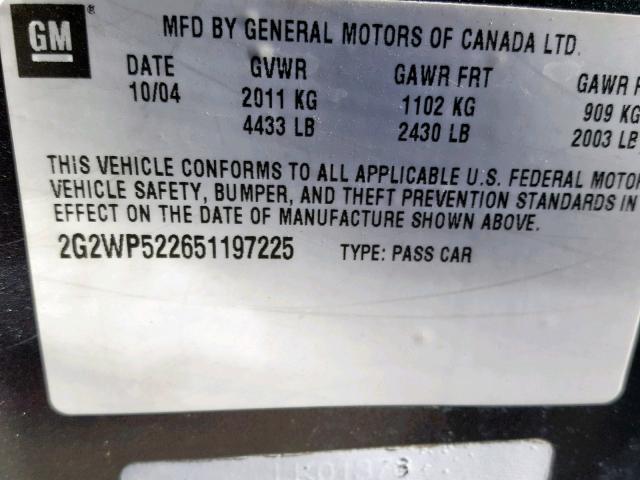 GM
MFD BY GENERAL MOTORS OF CANADA LTD.
DATE GVWR GAWR FRT GAWR
10/04 2011 KG 1102 KG 909 KG
4433 LB 2430 LB 2003 LB
THIS VEHICLE CONFORMS TO ALL APPLICABLE U.S. FEDERAL MOTOR
VEHICLE SAFETY, BUMPER, AND THEFT PREVENTION STANDARDS IN
EFFECT ON THE DATE OF MANUFACTURE SHOWN ABOVE.
2G2WP522651197225 TYPE: PASS CAR